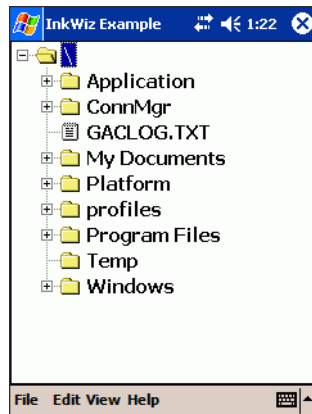 InkWiz Example 1:22
\
Application
ConnMgr
GACLOG.TXT
My Documents
Platform
profiles
Program Files
Temp
Windows
File Edit View Help